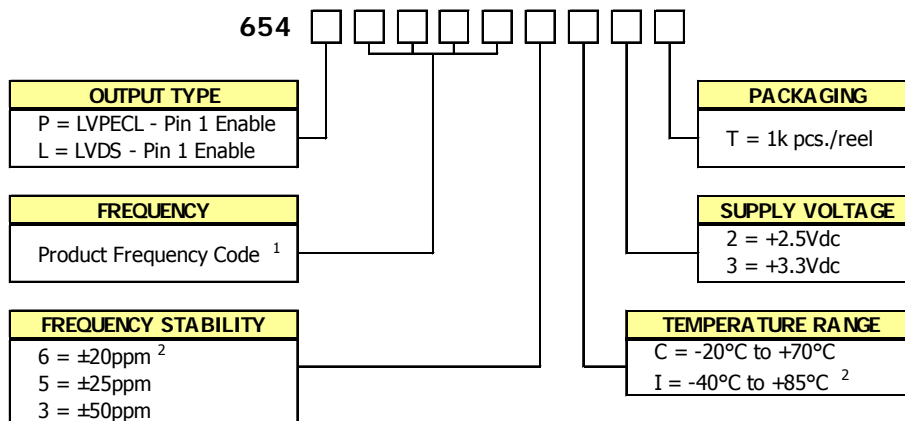 654
OUTPUT TYPE
P = LVPECL - Pin 1 Enable
L = LVDS - Pin 1 Enable
PACKAGING
T = 1k pcs./reel
FREQUENCY
Product Frequency Code 1
SUPPLY VOLTAGE
2 = +2.5Vdc
3 = +3.3Vdc
FREQUENCY STABILITY
6 = ±20ppm 2
5 = ±25ppm
3 = ±50ppm
TEMPERATURE RANGE
C = -20°C to +70°C
I = -40°C to +85°C 2